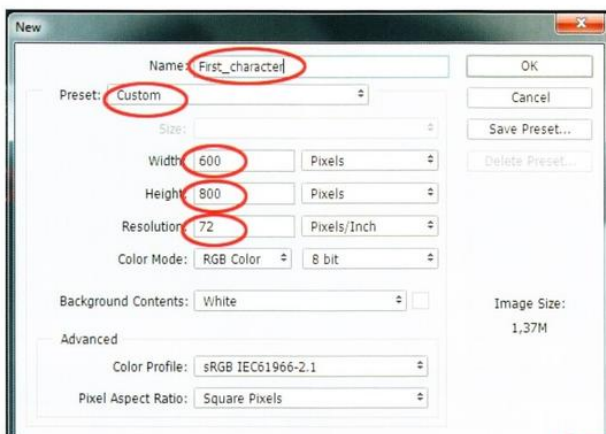 New
Name: First_character
OK
Preset: Custom
Cancel
Size:
Save Preset...
Width: 600 Pixels
Delete Preset...
Height: 800 Pixels
Resolution: 72 Pixels/Inch
Color Mode: RGB Color 8 bit
Background Contents: White
Image Size:
1,37M
Advanced
Color Profile: sRGB IEC61966-2.1
Pixel Aspect Ratio: Square Pixels